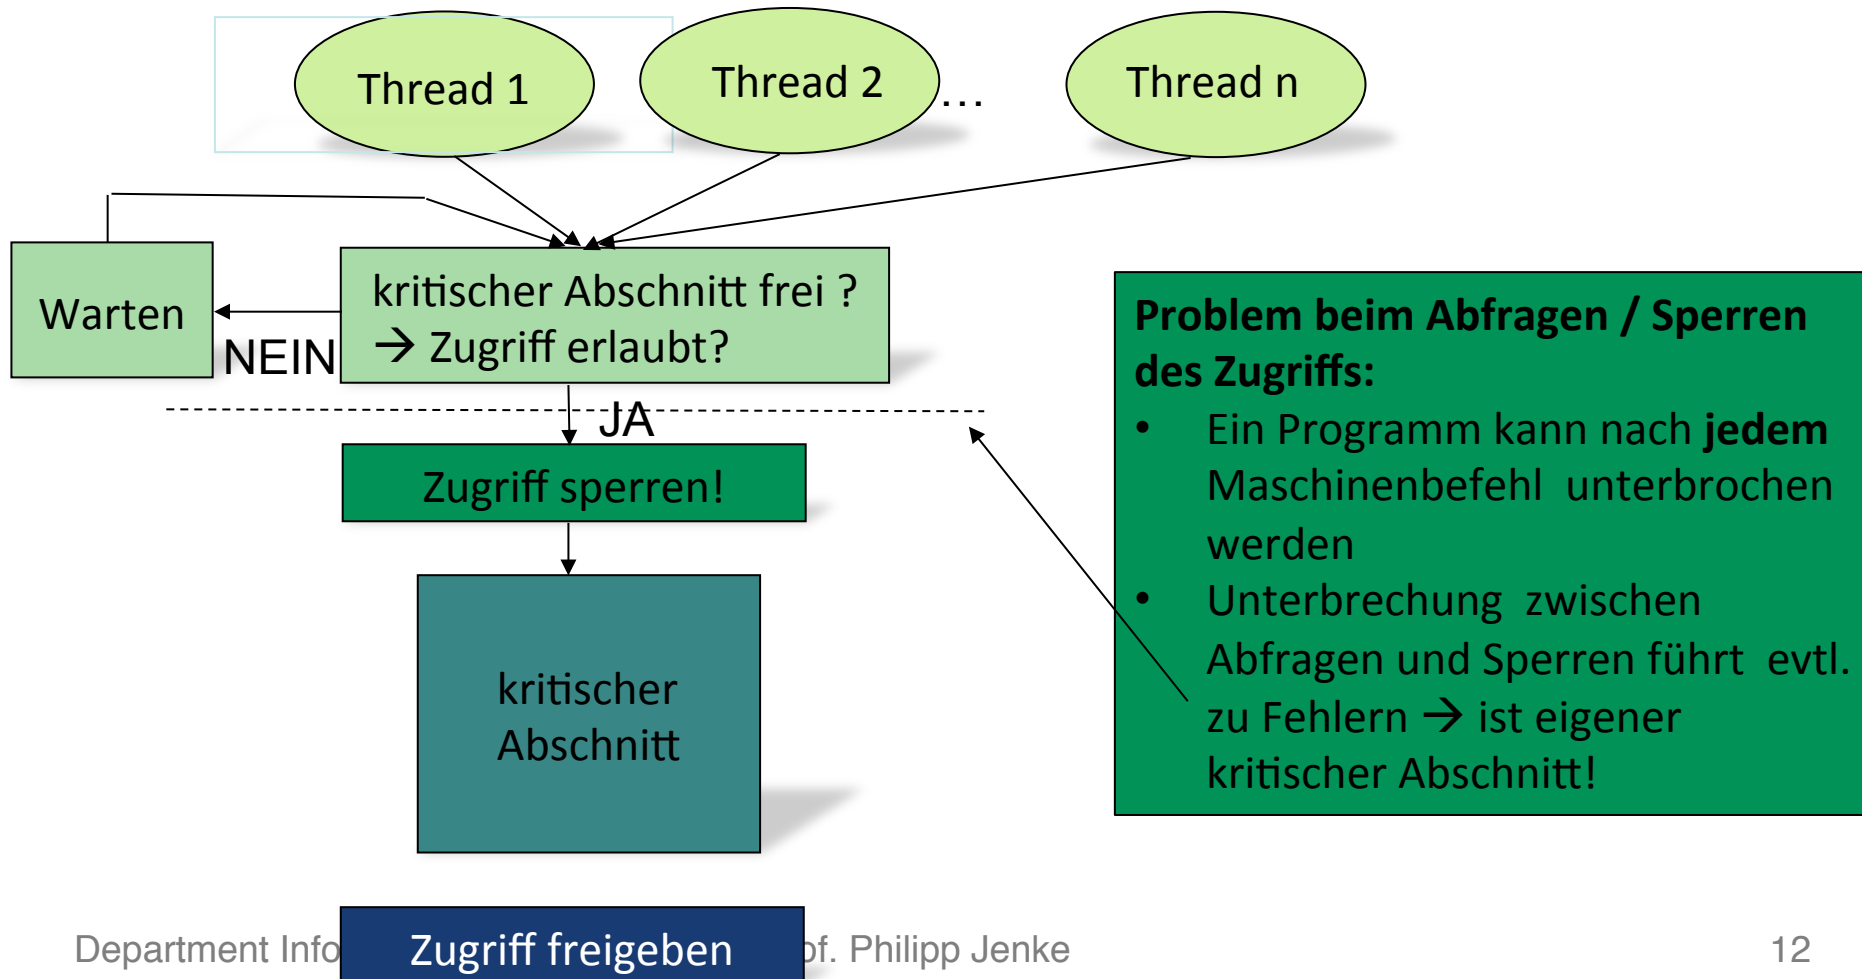 Thread 1
Thread 2
...
Thread n
Warten
NEIN
kritischer Abschnitt frei ?
→ Zugriff erlaubt?
JA
Zugriff sperren!
kritischer
Abschnitt
Zugriff freigeben
Problem beim Abfragen / Sperren
des Zugriffs:
• Ein Programm kann nach jedem
Maschinenbefehl unterbrochen
werden
• Unterbrechung zwischen
Abfragen und Sperren führt evtl.
zu Fehlern → ist eigener
kritischer Abschnitt!
Department Info
of. Philipp Jenke
12